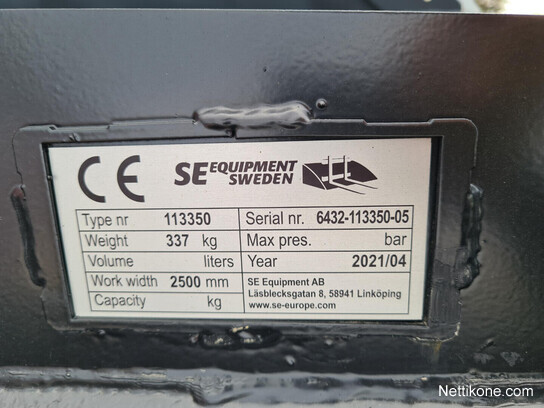 CE SE EQUIPMENT SWEDEN
Type nr 113350 Serial nr. 6432-113350-05
Weight 337 kg Max pres. bar
Volume liters Year 2021/04
Work width 2500 mm SE Equipment AB
Capacity kg Läsblecksgatan 8, 58941 Linköping
www.se-europe.com
Nettikone.com